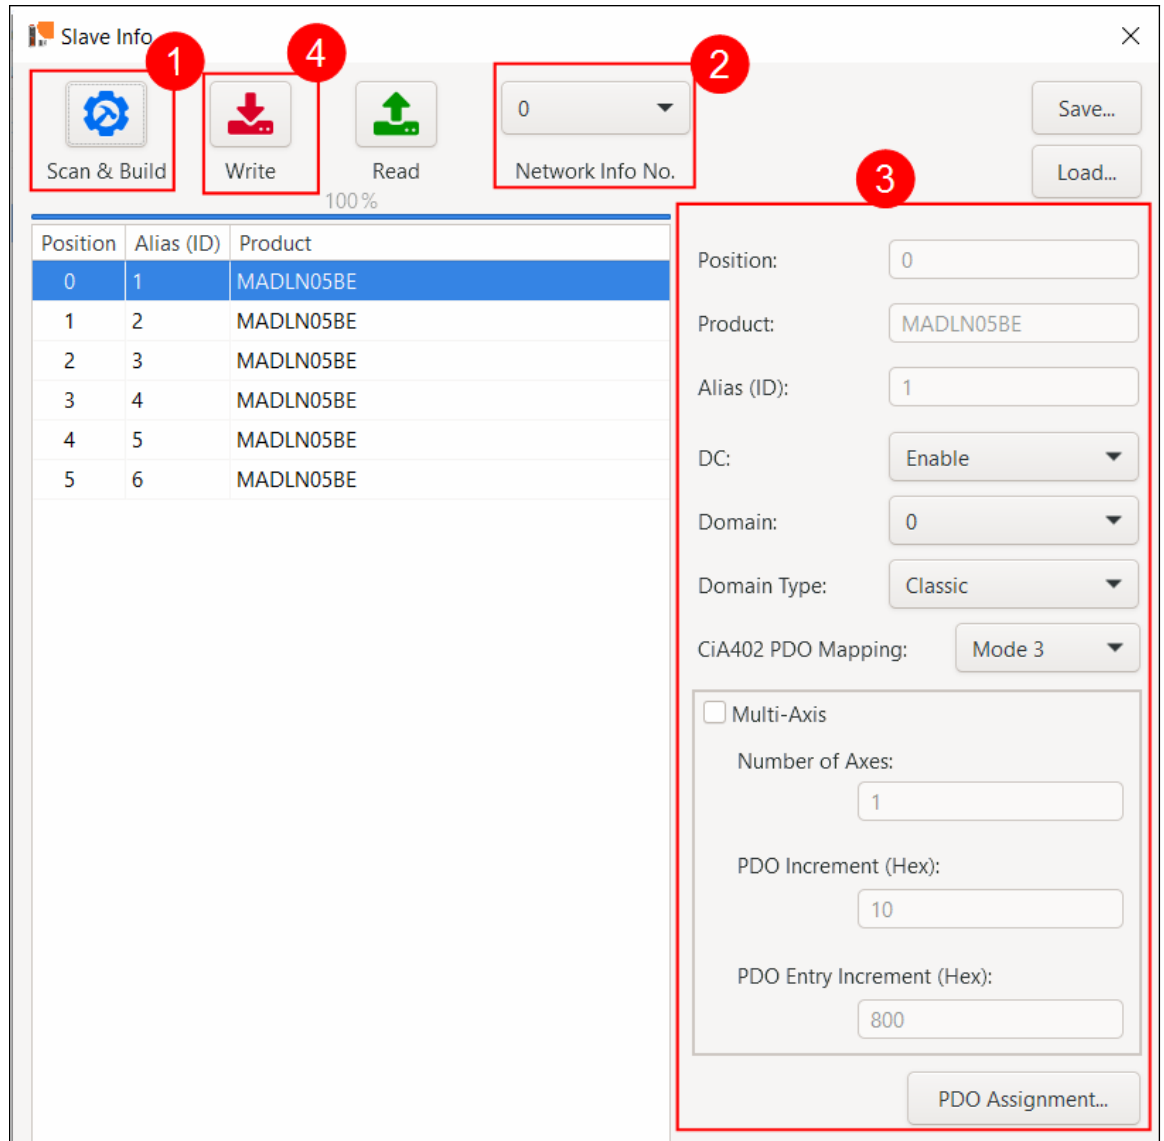 Slave Info
1
4
2
0
Save...
Scan & Build
Write
Read
Network Info No.
Load...
100%
3
Position Alias (ID) Product
0 1 MADLN05BE
1 2 MADLN05BE
2 3 MADLN05BE
3 4 MADLN05BE
4 5 MADLN05BE
5 6 MADLN05BE
Position: 0
Product: MADLN05BE
Alias (ID): 1
DC: Enable
Domain: 0
Domain Type: Classic
CiA402 PDO Mapping: Mode 3
Multi-Axis
Number of Axes:
1
PDO Increment (Hex):
10
PDO Entry Increment (Hex):
800
PDO Assignment...